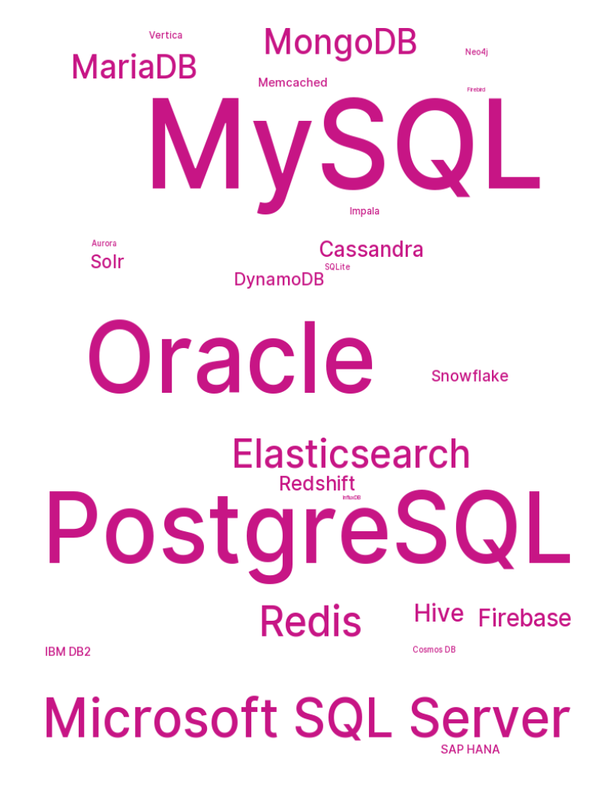 MongoDB
Vertica
Neo4j
MariaDB
Memcached
Firebird
MySQL
Impala
Aurora
Cassandra
Solr
SQLite
DynamoDB
Oracle
Snowflake
Elasticsearch
Redshift
InfluxDB
PostgreSQL
Redis
Hive
Firebase
IBM DB2
Cosmos DB
Microsoft SQL Server
SAP HANA